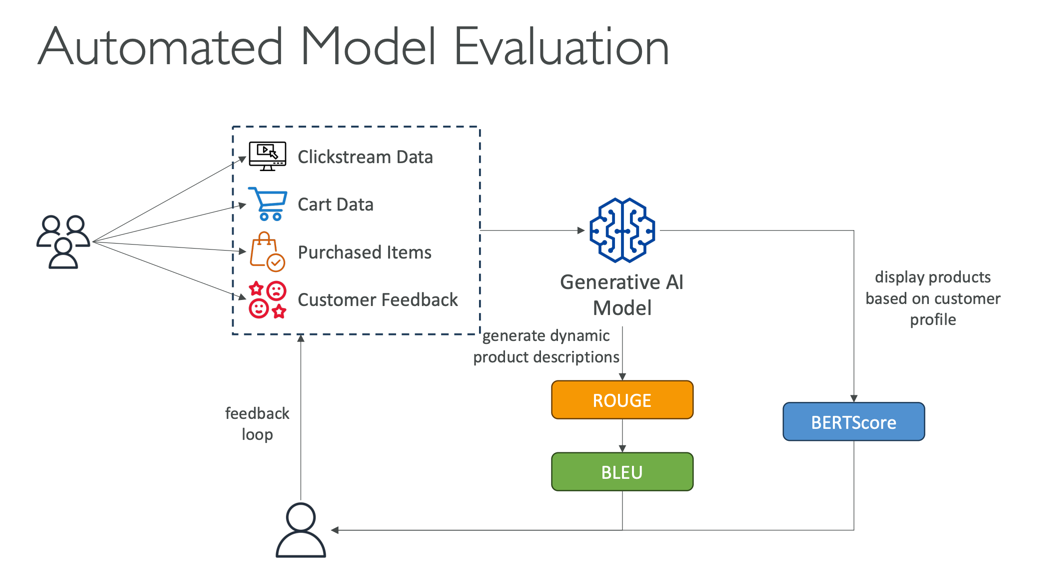 Automated Model Evaluation
Clickstream Data
Cart Data
Purchased Items
Customer Feedback
Generative AI
Model
display products
based on customer
profile
generate dynamic
product descriptions
ROUGE
BLEU
BERTScore
feedback
loop